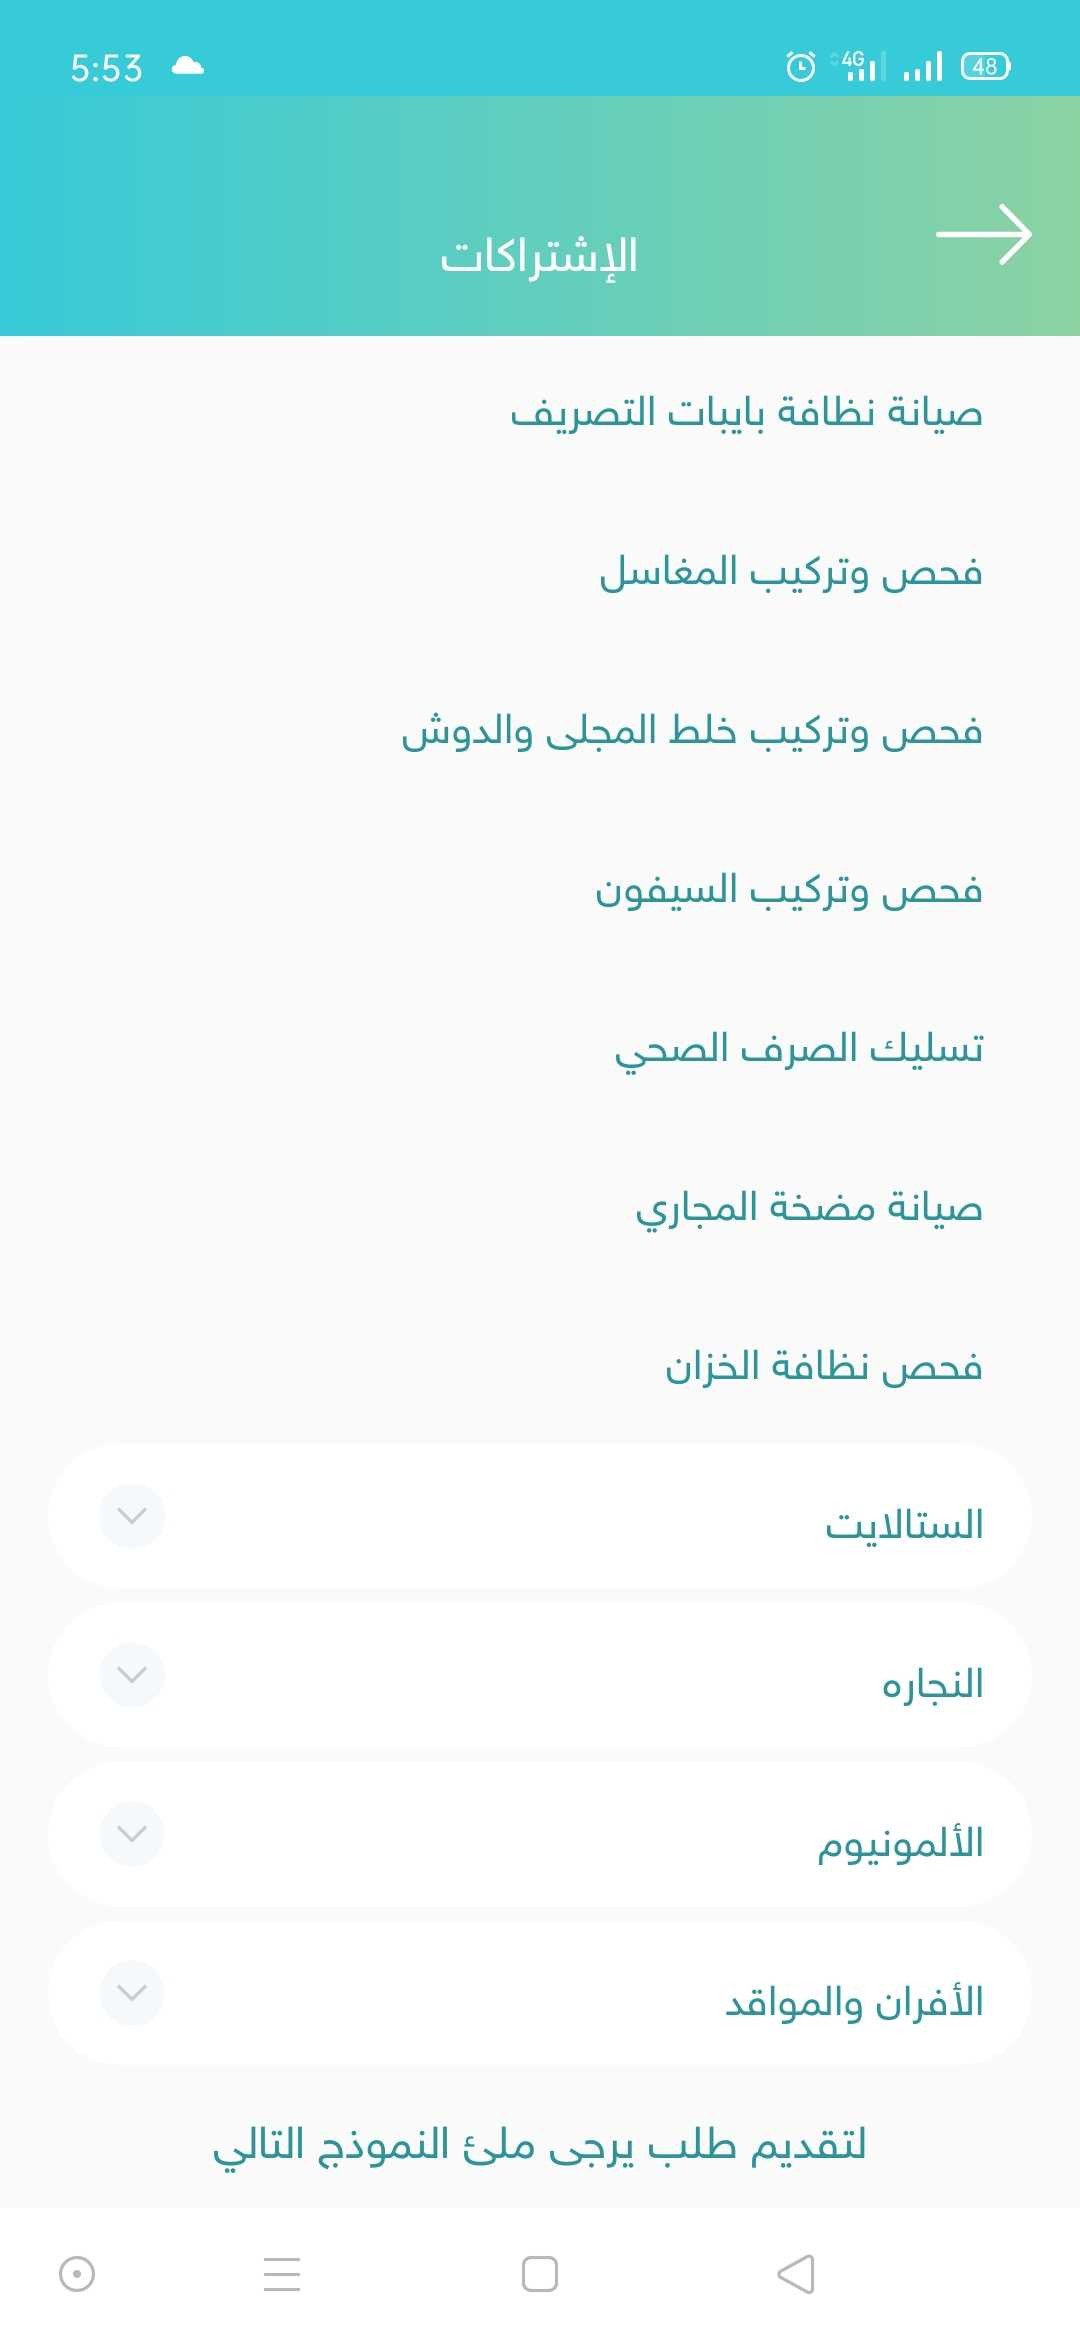 5:53 4G 48
الإشتراكات
صيانة نظافة بايبات التصريف
فحص وتركيب المغاسل
فحص وتركيب خلط المجلى والدوش
فحص وتركيب السيفون
تسليك الصرف الصحي
صيانة مضخة المجاري
فحص نظافة الخزان
الستالايت
النجاره
الألمونيوم
الأفران والمواقد
لتقديم طلب يرجى ملئ النموذج التالي